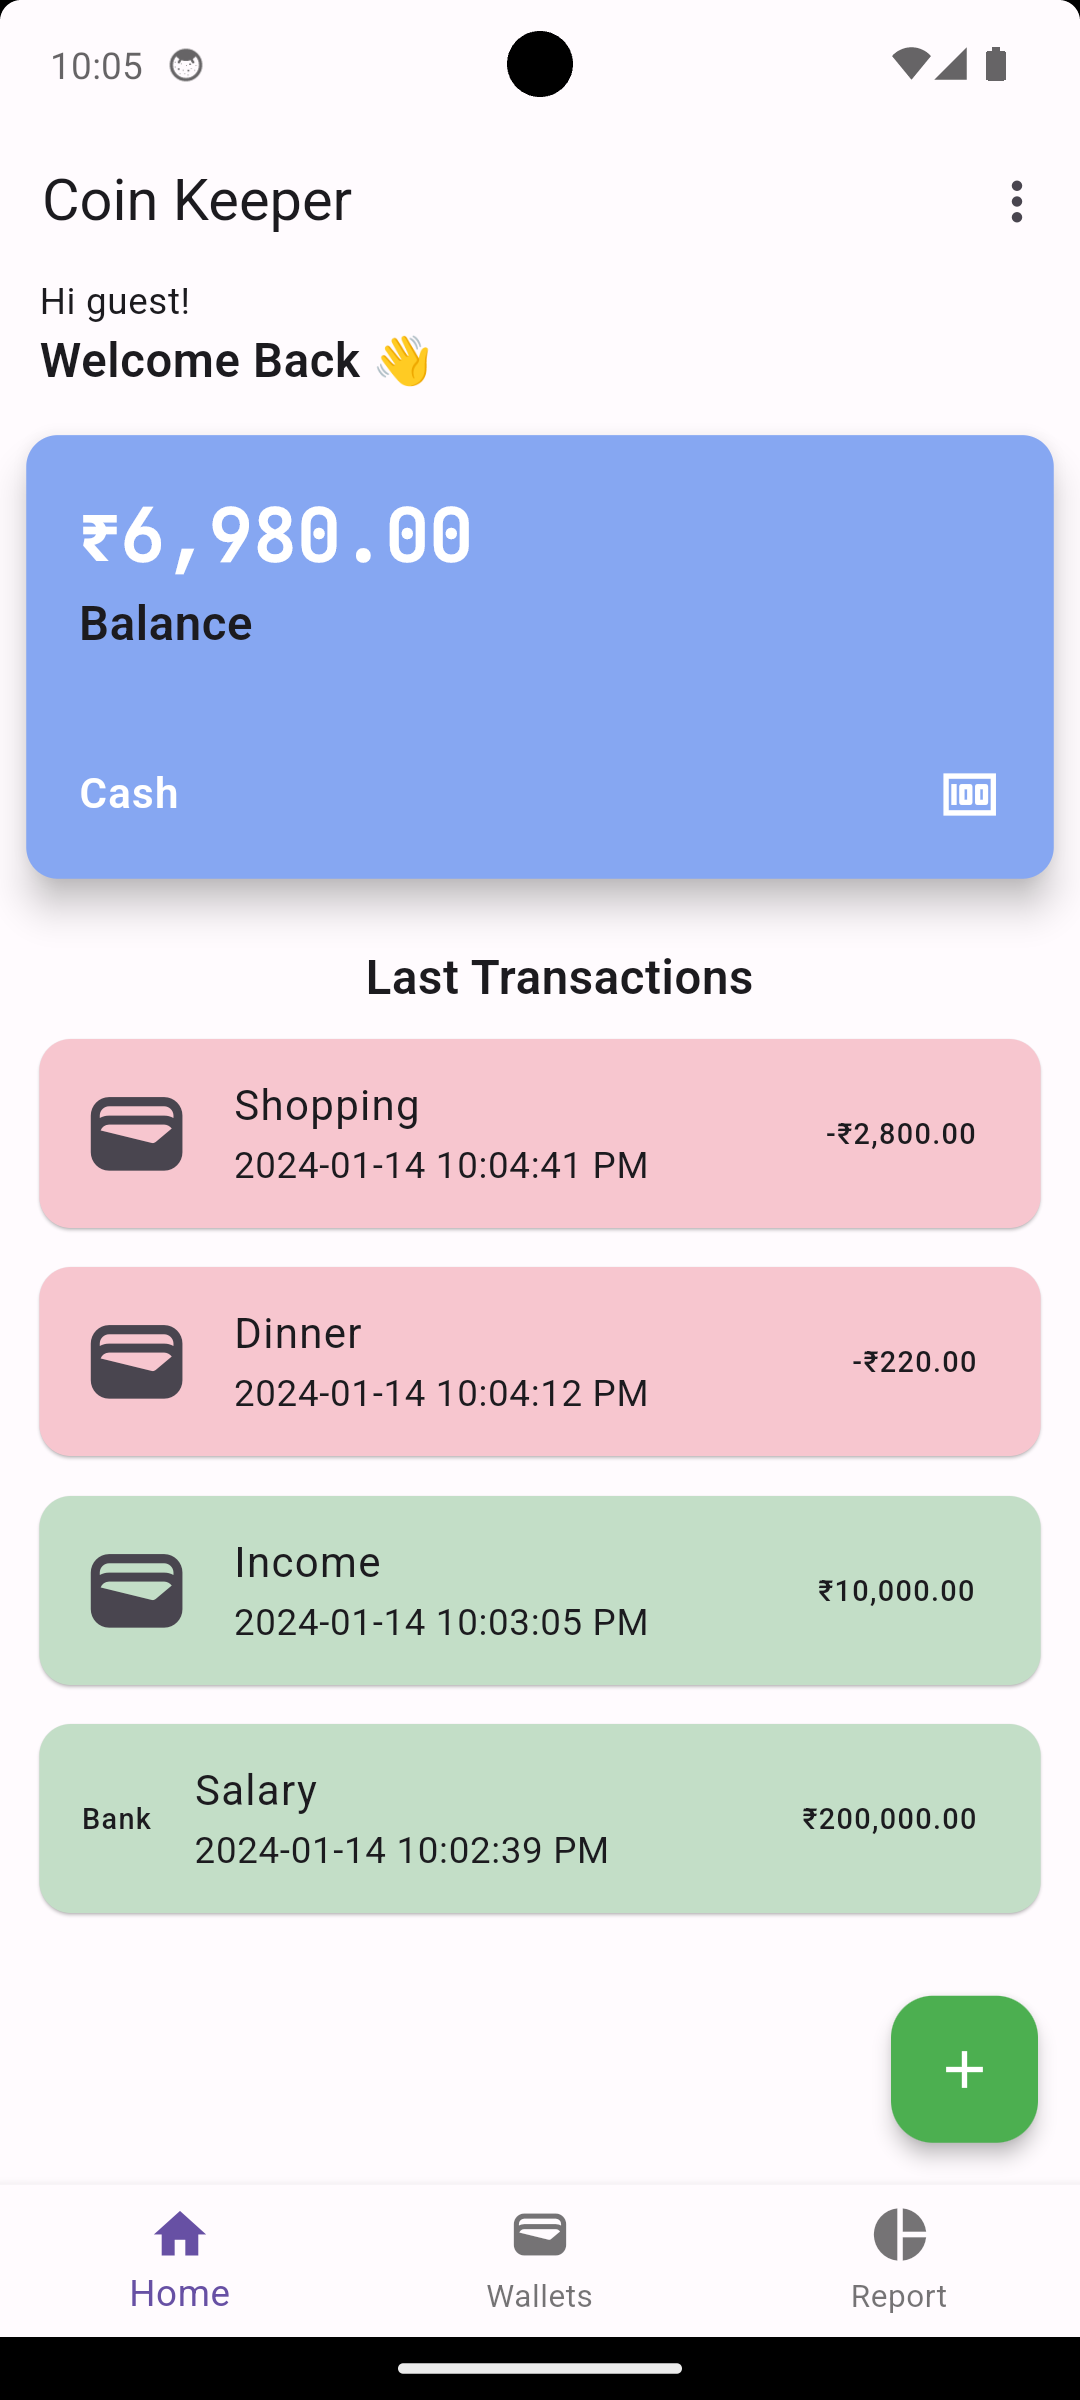 10:05
Coin Keeper
Hi guest!
Welcome Back 👋
₹6,980.00
Balance
Cash
100
Last Transactions
Shopping
2024-01-14 10:04:41 PM
-₹2,800.00
Dinner
2024-01-14 10:04:12 PM
-₹220.00
Income
2024-01-14 10:03:05 PM
₹10,000.00
Bank
Salary
2024-01-14 10:02:39 PM
₹200,000.00
Home
Wallets
Report